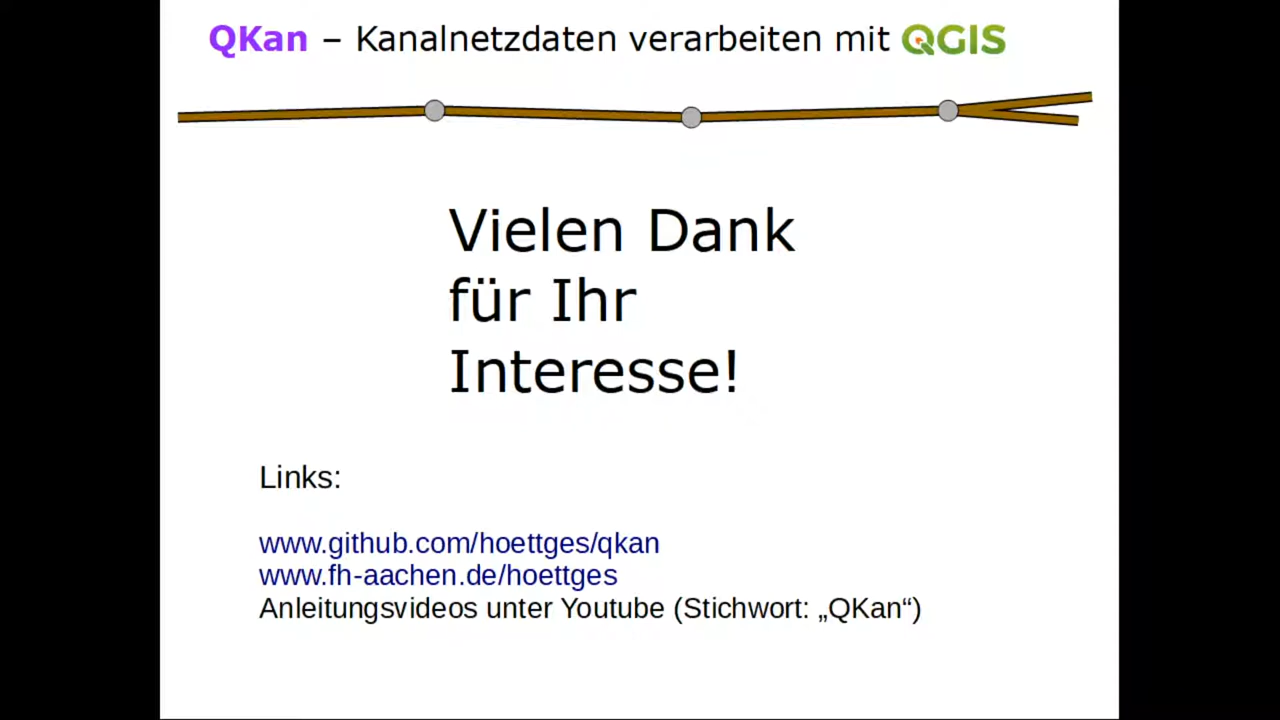 QKan – Kanalnetzdaten verarbeiten mit QGIS
Vielen Dank
für Ihr
Interesse!
Links:
www.github.com/hoettges/qkan
www.fh-aachen.de/hoettges
Anleitungsvideos unter Youtube (Stichwort: „QKan“)